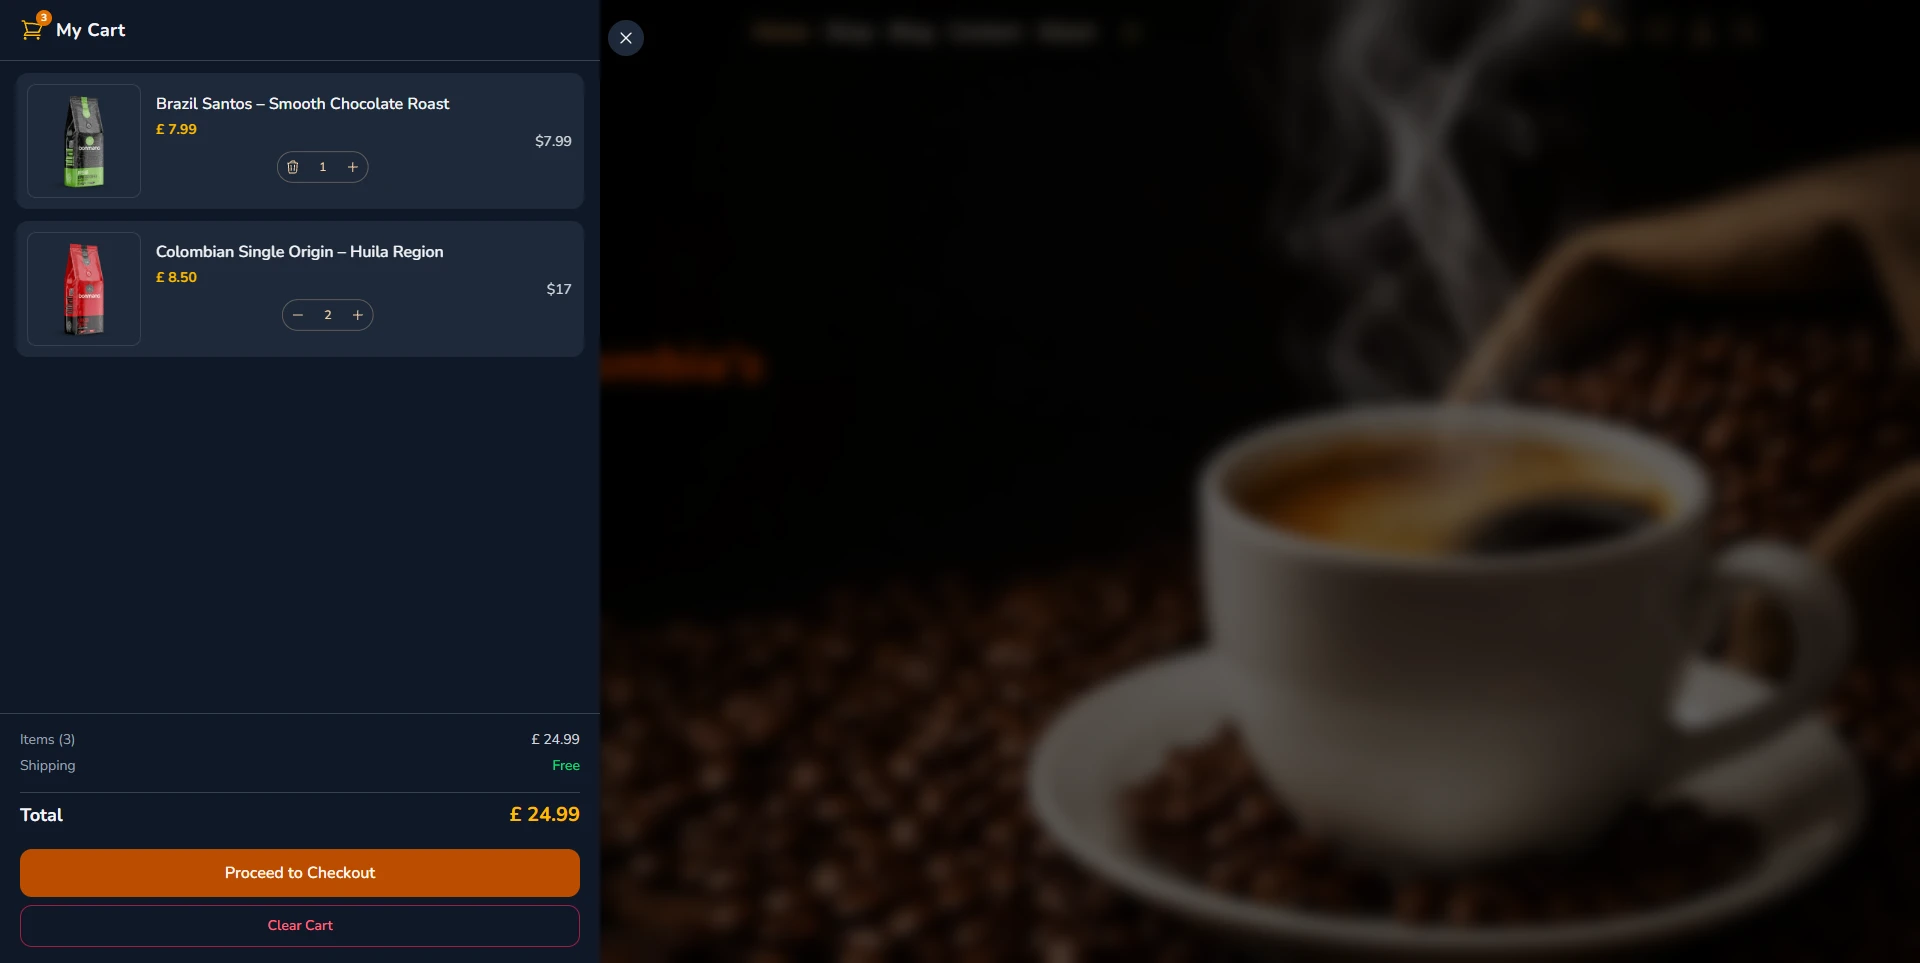 3
My Cart
Brazil Santos – Smooth Chocolate Roast
£ 7.99
$7.99
1
Colombian Single Origin – Huila Region
£ 8.50
$17
2
Items (3)
£ 24.99
Shipping
Free
Total
£ 24.99
Proceed to Checkout
Clear Cart